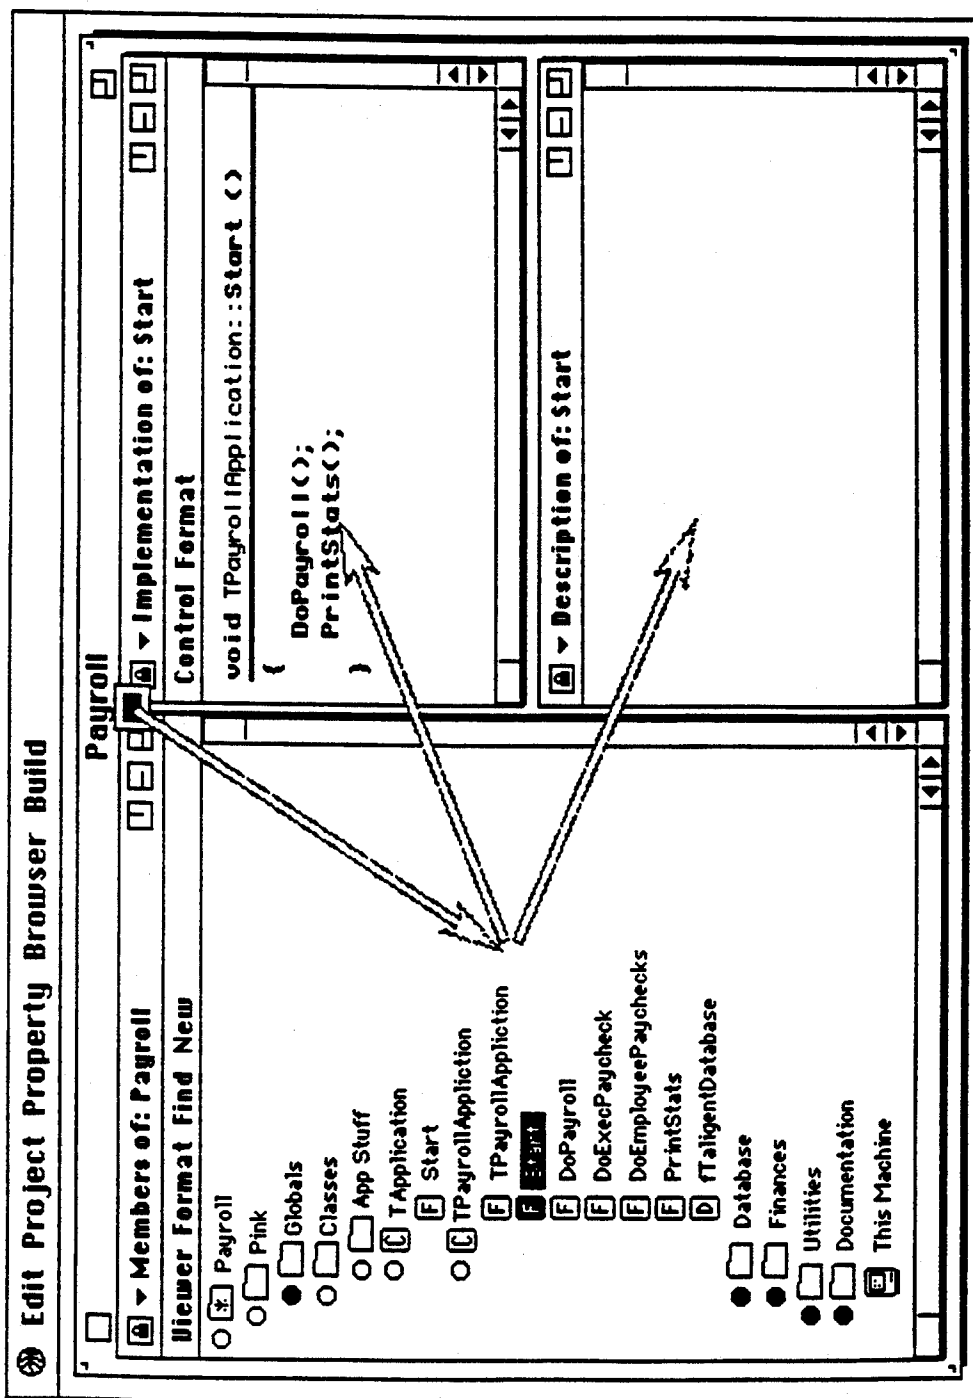 Edit Project Property Browser Build
Payroll
Members of: Payroll
Viewer Format Find New
Payroll
Pink
Globals
Classes
App Stuff
TApplication
C
Start
F
TPayrollAppliction
C
TPayrollAppliction
F
F
DoPayroll
F
DoExecPaycheck
F
DoEmployeePaychecks
F
PrintStats
F
fTaligentDatabase
D
Database
Finances
Utilities
Documentation
This Machine
Implementation of: Start
Control Format
void TPayrollApplication::Start ()
{
DoPayroll();
PrintStats();
}
Description of: Start